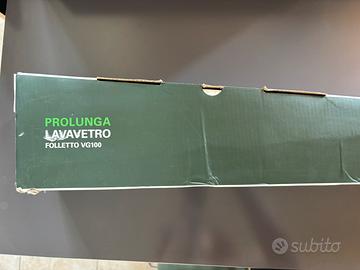 PROLUNGA
LAVAVETRO
FOLLETTO VG100
subito